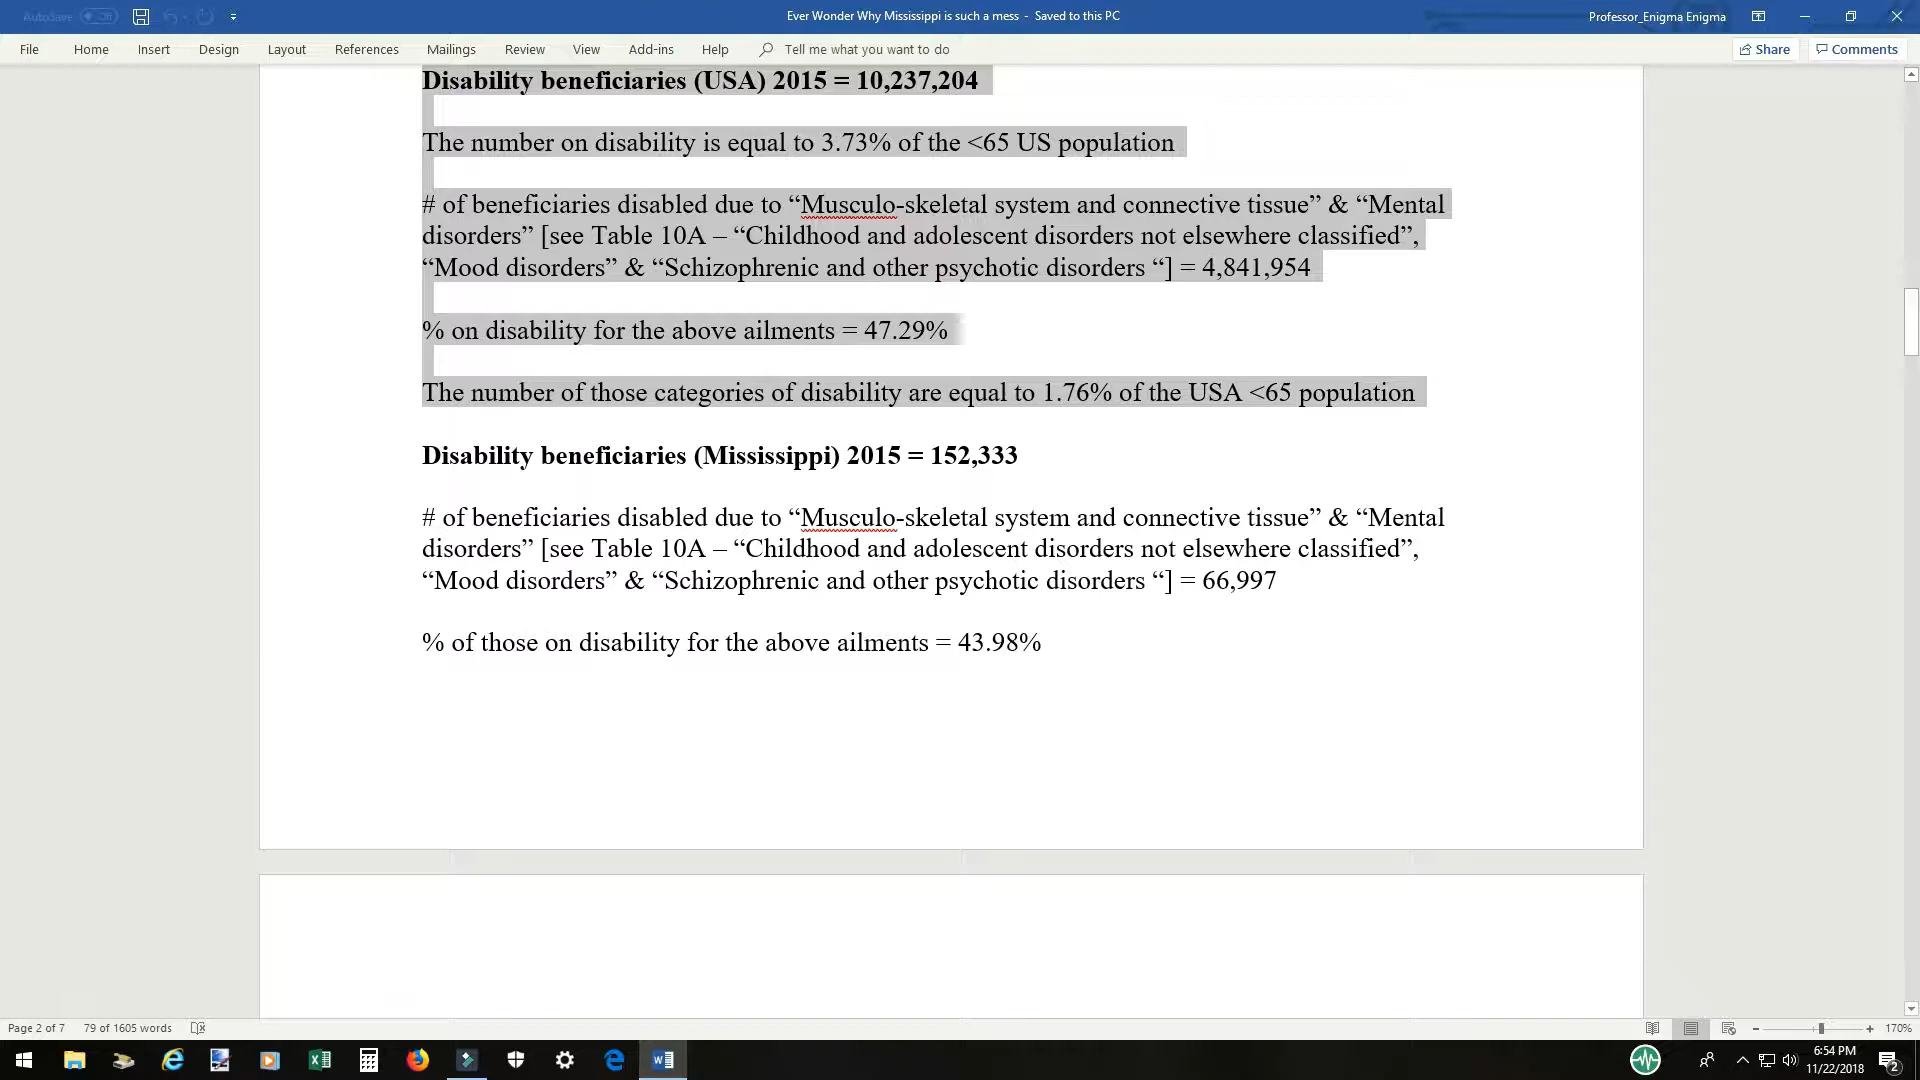 AutoSave Off
Ever Wonder Why Mississippi is such a mess - Saved to this PC
Professor_Enigma Enigma
File Home Insert Design Layout References Mailings Review View Add-ins Help Tell me what you want to do
Share Comments
Disability beneficiaries (USA) 2015 = 10,237,204
The number on disability is equal to 3.73% of the <65 US population
# of beneficiaries disabled due to “Musculo-skeletal system and connective tissue” & “Mental
disorders” [see Table 10A – “Childhood and adolescent disorders not elsewhere classified”,
“Mood disorders” & “Schizophrenic and other psychotic disorders “] = 4,841,954
% on disability for the above ailments = 47.29%
The number of those categories of disability are equal to 1.76% of the USA <65 population
Disability beneficiaries (Mississippi) 2015 = 152,333
# of beneficiaries disabled due to “Musculo-skeletal system and connective tissue” & “Mental
disorders” [see Table 10A – “Childhood and adolescent disorders not elsewhere classified”,
“Mood disorders” & “Schizophrenic and other psychotic disorders “] = 66,997
% of those on disability for the above ailments = 43.98%
Page 2 of 7 79 of 1605 words
170%
6:54 PM
11/22/2018
2